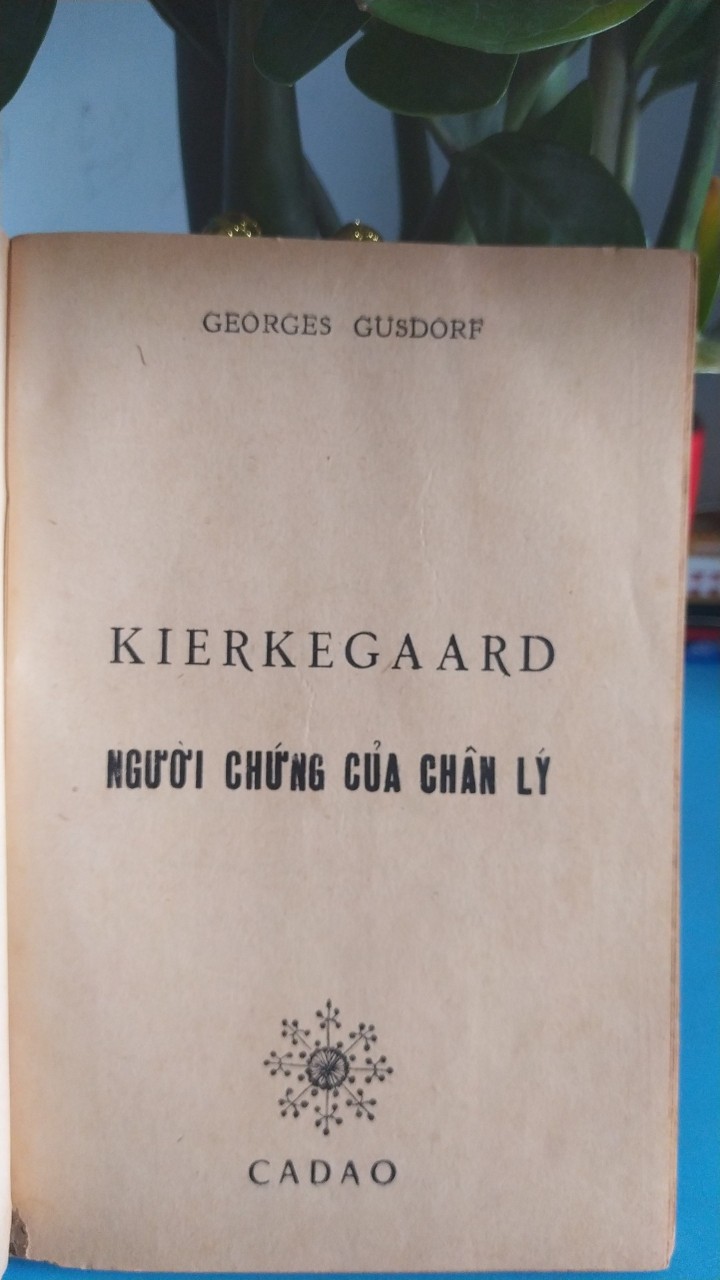 GEORGES GUSDORF
KIERKEGAARD
NGƯỜI CHỨNG CỦA CHÂN LÝ
CADAO